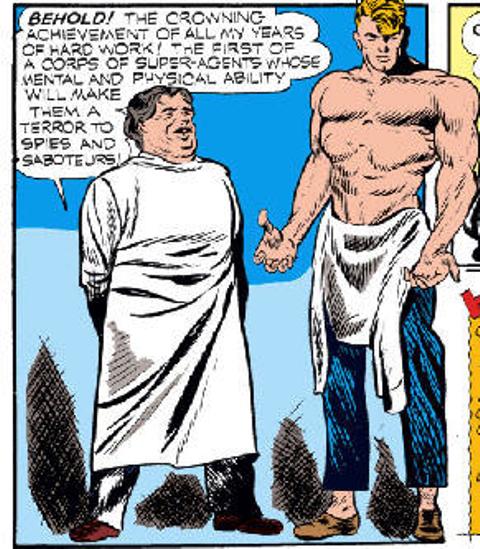 BEHOLD! THE CROWNING
ACHIEVEMENT OF ALL MY YEARS
OF HARD WORK! THE FIRST OF
A CORPS OF SUPER-AGENTS WHOSE
MENTAL AND PHYSICAL ABILITY
WILL MAKE
THEM A
TERROR TO
SPIES AND
SABOTEURS!